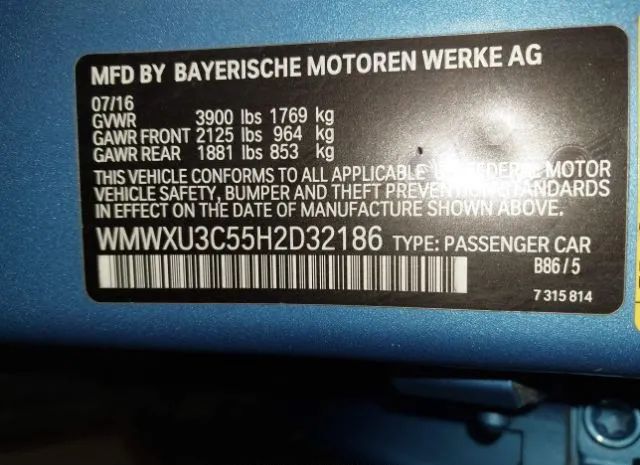 MFD BY BAYERISCHE MOTOREN WERKE AG
07/16
GVWR 3900 lbs 1769 kg
GAWR FRONT 2125 lbs 964 kg
GAWR REAR 1881 lbs 853 kg
THIS VEHICLE CONFORMS TO ALL APPLICABLE U.S. FEDERAL MOTOR
VEHICLE SAFETY, BUMPER AND THEFT PREVENTION STANDARDS
IN EFFECT ON THE DATE OF MANUFACTURE SHOWN ABOVE.
WMWXU3C55H2D32186 TYPE: PASSENGER CAR
B86/5
7 315 814